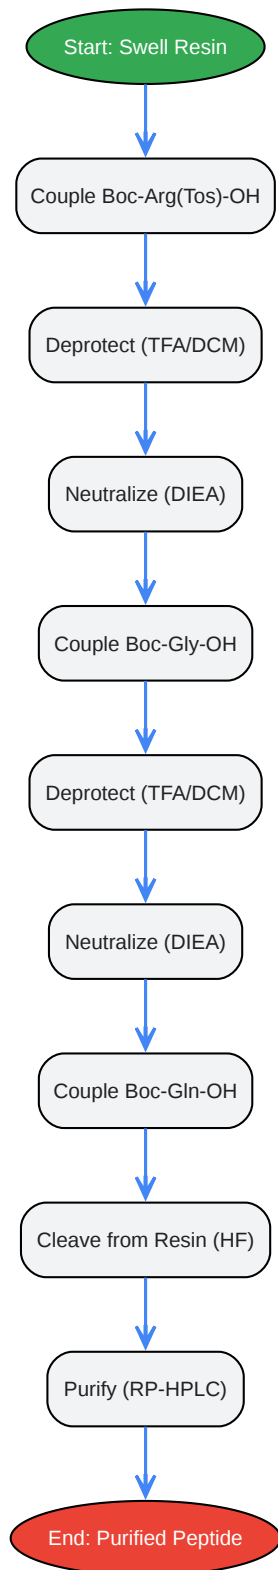 Start: Swell Resin
Couple Boc-Arg(Tos)-OH
Deprotect (TFA/DCM)
Neutralize (DIEA)
Couple Boc-Gly-OH
Deprotect (TFA/DCM)
Neutralize (DIEA)
Couple Boc-Gln-OH
Cleave from Resin (HF)
Purify (RP-HPLC)
End: Purified Peptide